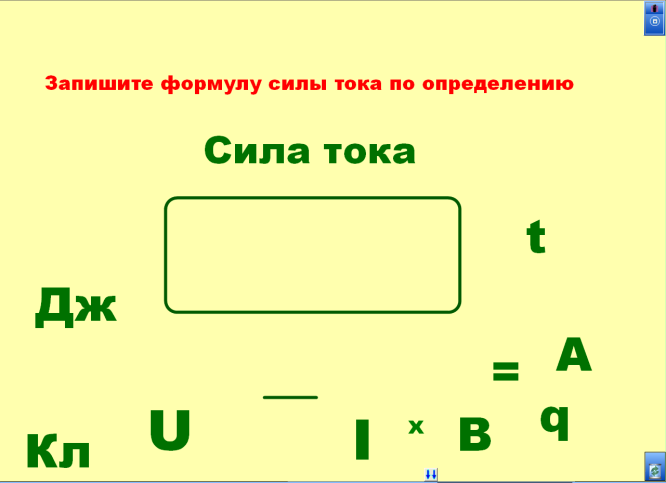 Запишите формулу силы тока по определению
Сила тока
t
Дж
= А
Кл U — I x В q